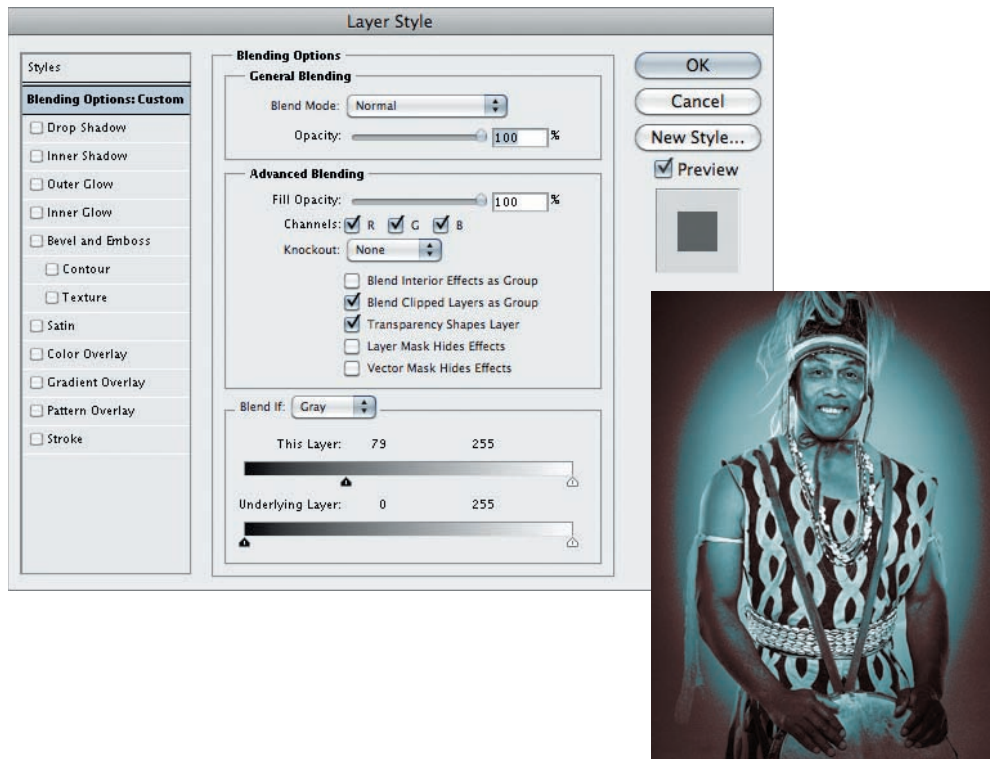 Layer Style
Styles
Blending Options: Custom
Drop Shadow
Inner Shadow
Outer Glow
Inner Glow
Bevel and Emboss
Contour
Texture
Satin
Color Overlay
Gradient Overlay
Pattern Overlay
Stroke
Blending Options
General Blending
Blend Mode: Normal
Opacity: 100 %
Advanced Blending
Fill Opacity: 100 %
Channels: R G B
Knockout: None
Blend Interior Effects as Group
Blend Clipped Layers as Group
Transparency Shapes Layer
Layer Mask Hides Effects
Vector Mask Hides Effects
Blend If: Gray
This Layer: 79 255
Underlying Layer: 0 255
OK
Cancel
New Style...
Preview